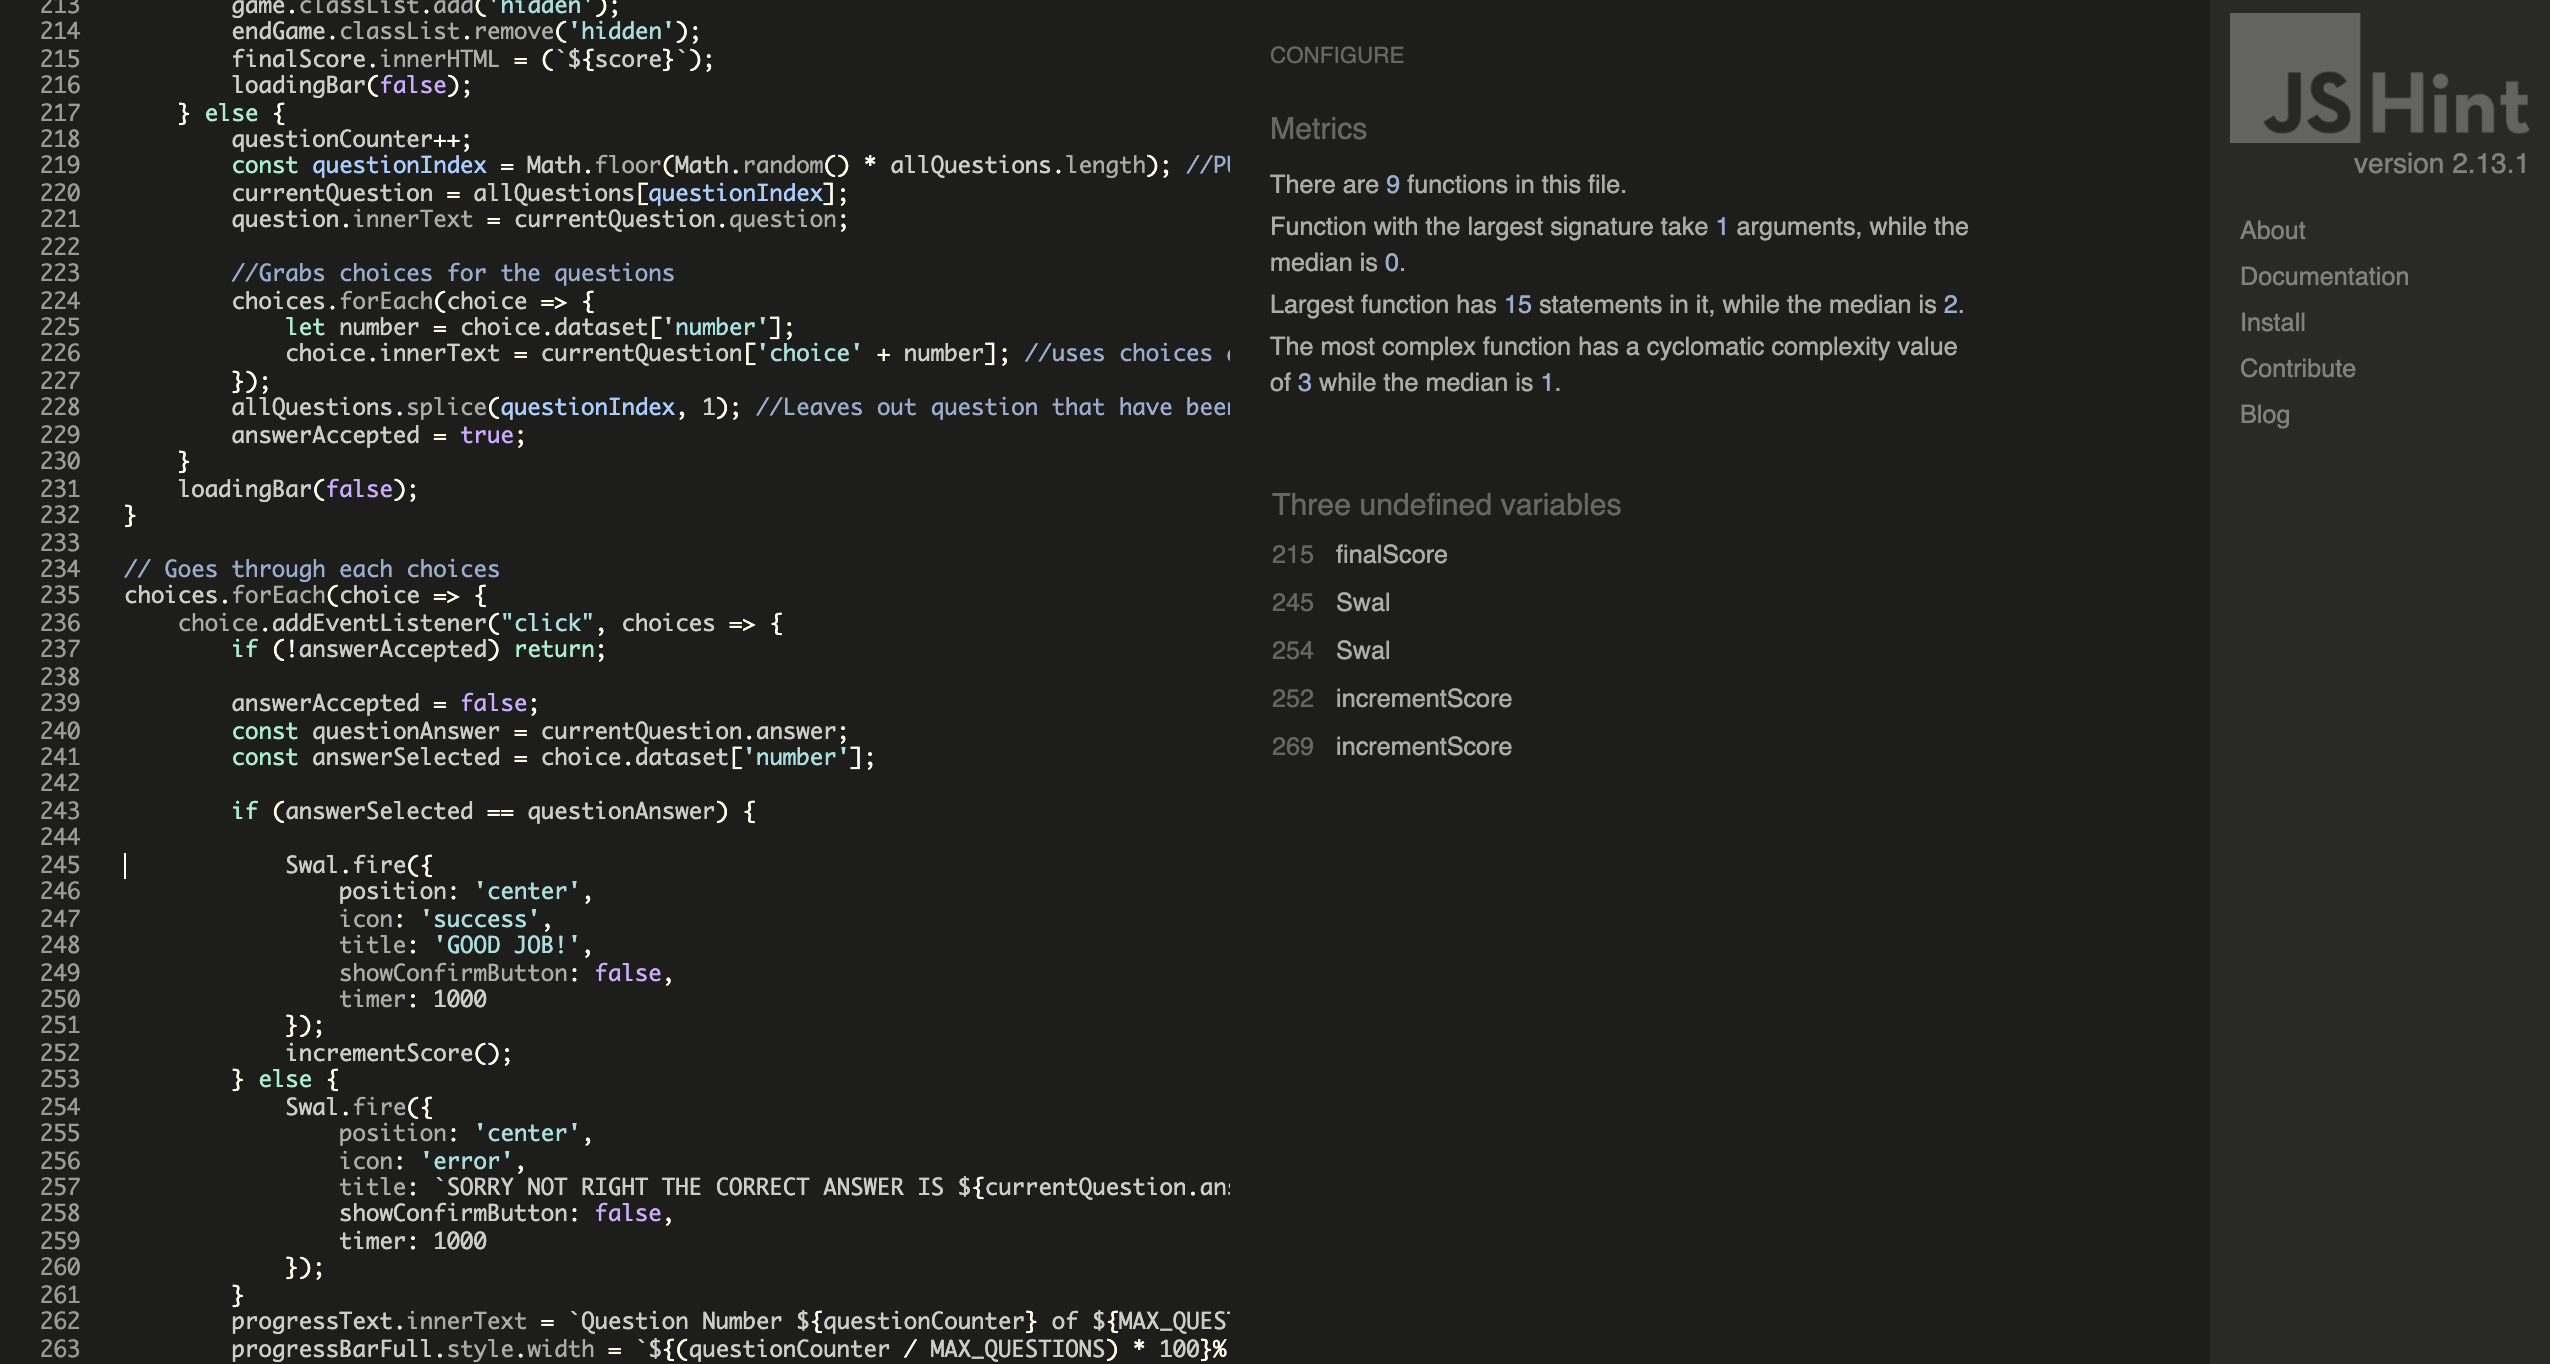 213 game.classList.add('hidden');
214 endGame.classList.remove('hidden');
215 finalScore.innerHTML = (`${score}`);
216 loadingBar(false);
217 } else {
218 questionCounter++;
219 const questionIndex = Math.floor(Math.random() * allQuestions.length); //
220 currentQuestion = allQuestions[questionIndex];
221 question.innerText = currentQuestion.question;
222
223 //Grabs choices for the questions
224 choices.forEach(choice => {
225 let number = choice.dataset['number'];
226 choice.innerText = currentQuestion['choice' + number]; //uses choices
227 });
228 allQuestions.splice(questionIndex, 1); //Leaves out question that have been
229 answerAccepted = true;
230 }
231 loadingBar(false);
232 }
233
234 // Goes through each choices
235 choices.forEach(choice => {
236 choice.addEventListener("click", choices => {
237 if (!answerAccepted) return;
238
239 answerAccepted = false;
240 const questionAnswer = currentQuestion.answer;
241 const answerSelected = choice.dataset['number'];
242
243 if (answerSelected == questionAnswer) {
244
245 Swal.fire({
246 position: 'center',
247 icon: 'success',
248 title: 'GOOD JOB!',
249 showConfirmButton: false,
250 timer: 1000
251 });
252 incrementScore();
253 } else {
254 Swal.fire({
255 position: 'center',
256 icon: 'error',
257 title: `SORRY NOT RIGHT THE CORRECT ANSWER IS ${currentQuestion.ans
258 showConfirmButton: false,
259 timer: 1000
260 });
261 }
262 progressText.innerText = `Question Number ${questionCounter} of ${MAX_QUEST
263 progressBarFull.style.width = `${(questionCounter / MAX_QUESTIONS) * 100}%
CONFIGURE
Metrics
There are 9 functions in this file.
Function with the largest signature take 1 arguments, while the
median is 0.
Largest function has 15 statements in it, while the median is 2.
The most complex function has a cyclomatic complexity value
of 3 while the median is 1.
Three undefined variables
215 finalScore
245 Swal
254 Swal
252 incrementScore
269 incrementScore
JSHint
version 2.13.1
About
Documentation
Install
Contribute
Blog